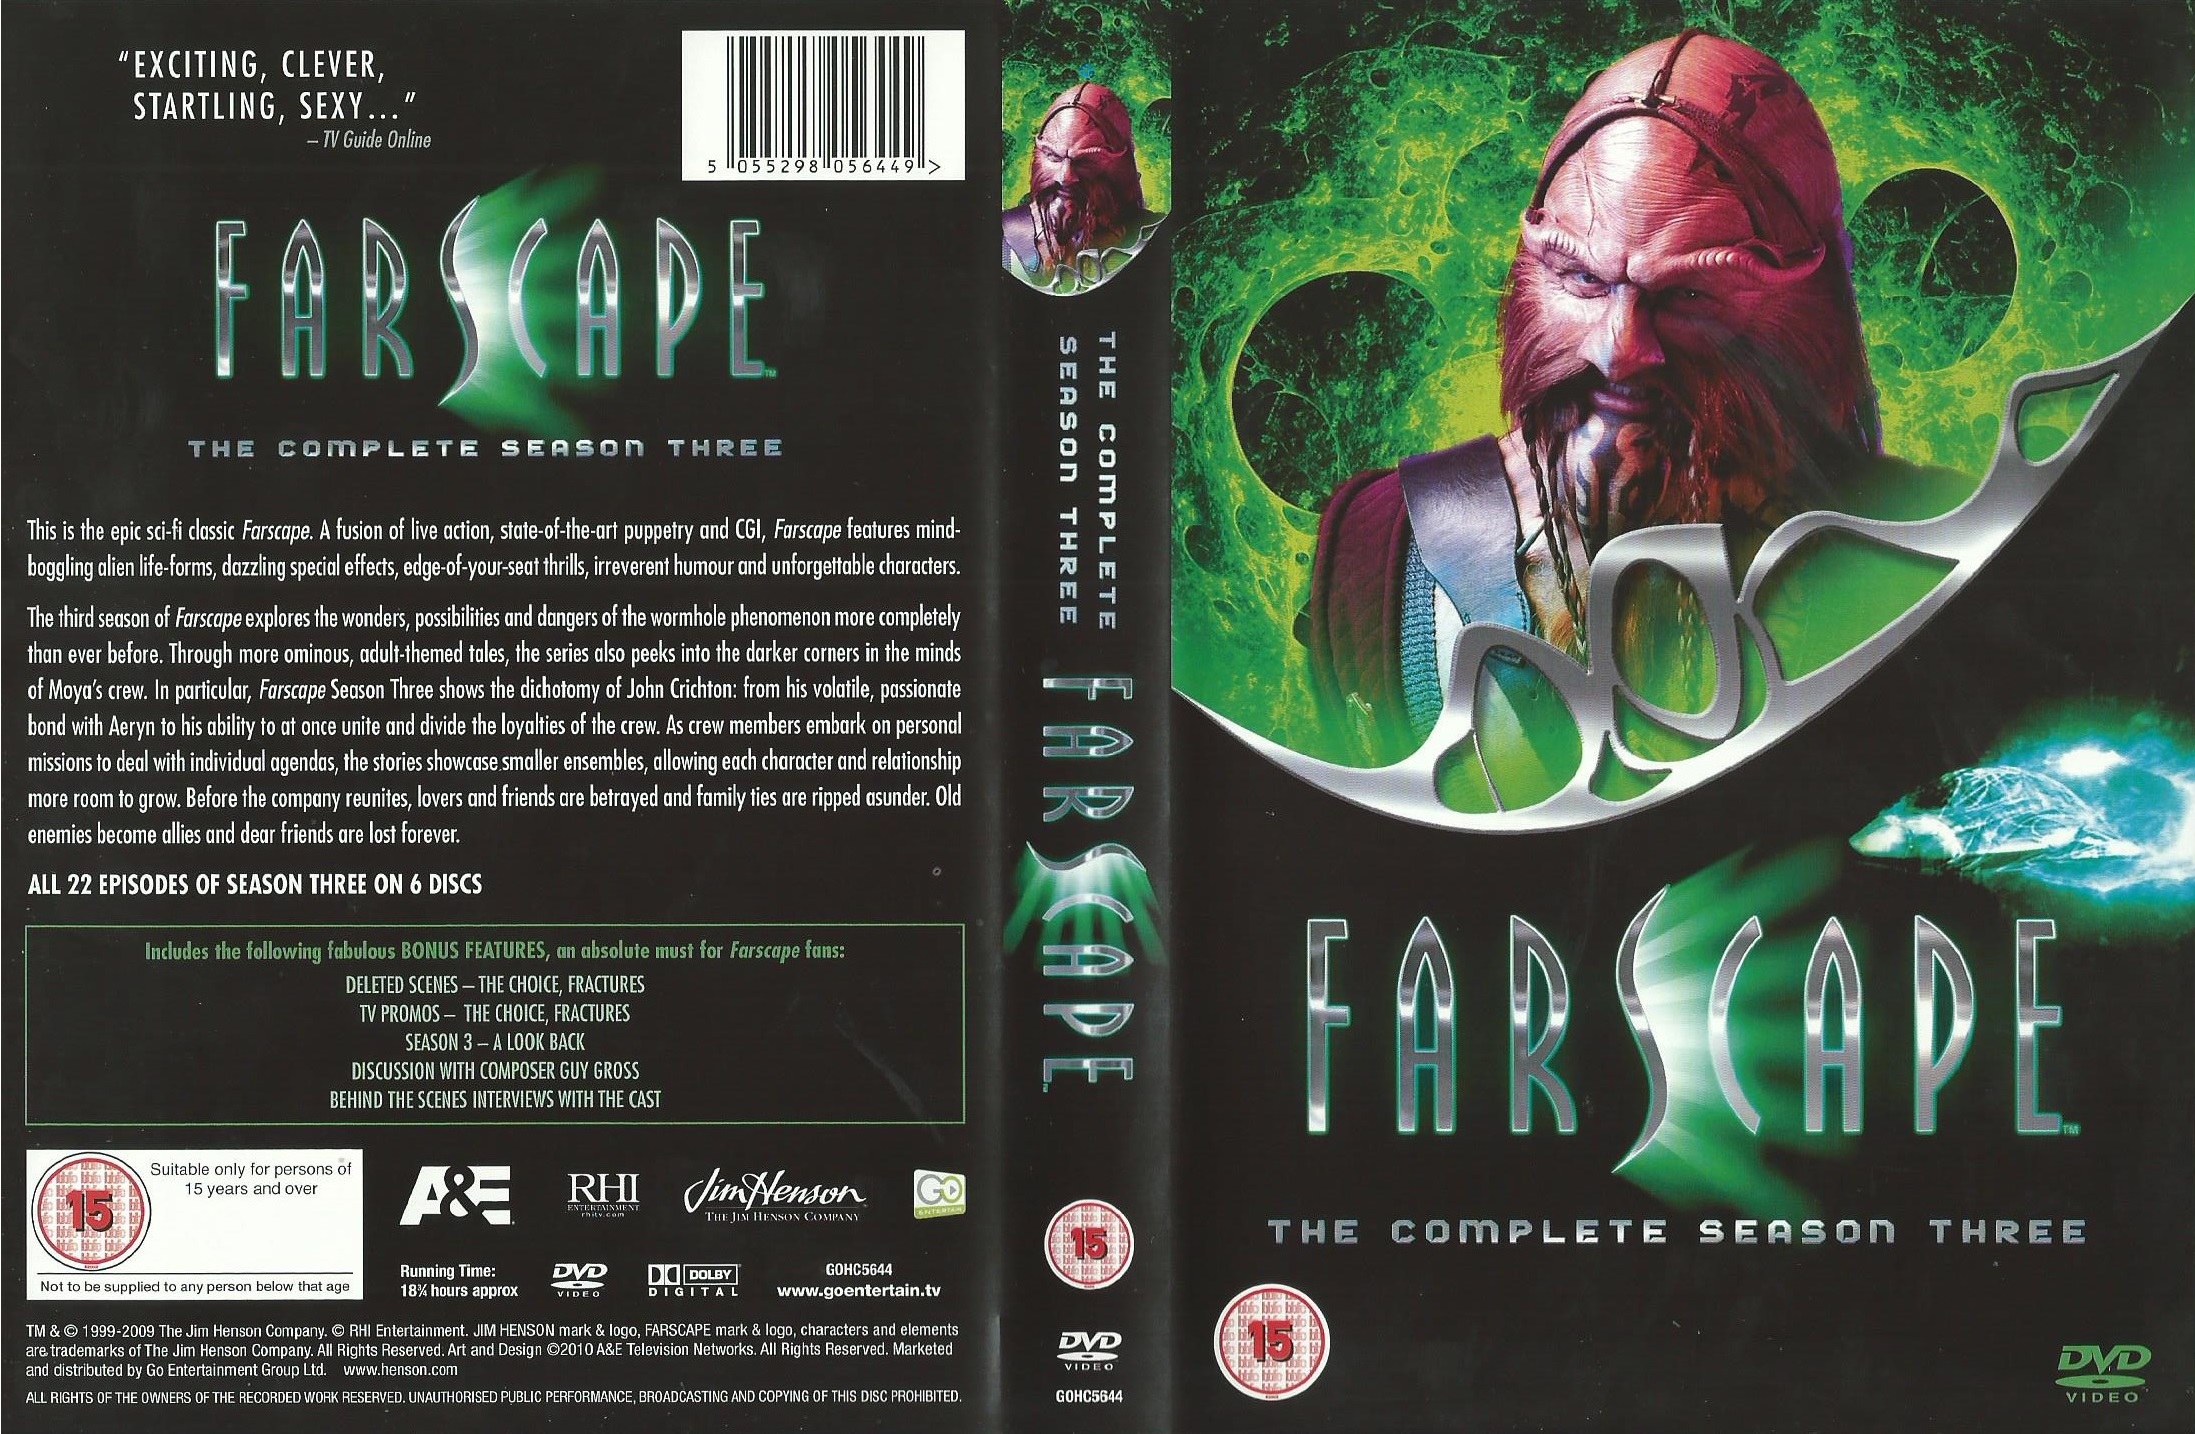 “EXCITING, CLEVER,
STARTLING, SEXY...”
– TV Guide Online
5 055298 056449 >
FARSCAPE™
THE COMPLETE SEASON THREE
This is the epic sci-fi classic Farscape. A fusion of live action, state-of-the-art puppetry and CGI, Farscape features mind-
boggling alien life-forms, dazzling special effects, edge-of-your-seat thrills, irreverent humour and unforgettable characters.
The third season of Farscape explores the wonders, possibilities and dangers of the wormhole phenomenon more completely
than ever before. Through more ominous, adult-themed tales, the series also peeks into the darker corners in the minds
of Moya's crew. In particular, Farscape Season Three shows the dichotomy of John Crichton: from his volatile, passionate
bond with Aeryn to his ability to at once unite and divide the loyalties of the crew. As crew members embark on personal
missions to deal with individual agendas, the stories showcase smaller ensembles, allowing each character and relationship
more room to grow. Before the company reunites, lovers and friends are betrayed and family ties are ripped asunder. Old
enemies become allies and dear friends are lost forever.
ALL 22 EPISODES OF SEASON THREE ON 6 DISCS
Includes the following fabulous BONUS FEATURES, an absolute must for Farscape fans:
DELETED SCENES – THE CHOICE, FRACTURES
TV PROMOS – THE CHOICE, FRACTURES
SEASON 3 – A LOOK BACK
DISCUSSION WITH COMPOSER GUY GROSS
BEHIND THE SCENES INTERVIEWS WITH THE CAST
15
Suitable only for persons of
15 years and over
Not to be supplied to any person below that age
A&E
RHI
ENTERTAINMENT
rhitv.com
Jim Henson
THE JIM HENSON COMPANY
GO
ENTERTAIN
Running Time:
18¼ hours approx
DVD
VIDEO
DOLBY
DIGITAL
GOHC5644
www.goentertain.tv
TM & © 1999-2009 The Jim Henson Company. © RHI Entertainment. JIM HENSON mark & logo, FARSCAPE mark & logo, characters and elements
are trademarks of The Jim Henson Company. All Rights Reserved. Art and Design ©2010 A&E Television Networks. All Rights Reserved. Marketed
and distributed by Go Entertainment Group Ltd. www.henson.com
ALL RIGHTS OF THE OWNERS OF THE RECORDED WORK RESERVED. UNAUTHORISED PUBLIC PERFORMANCE, BROADCASTING AND COPYING OF THIS DISC PROHIBITED.
THE COMPLETE
SEASON THREE
FARSCAPE™
15
DVD
VIDEO
GOHC5644
FARSCAPE™
THE COMPLETE SEASON THREE
15
DVD
VIDEO